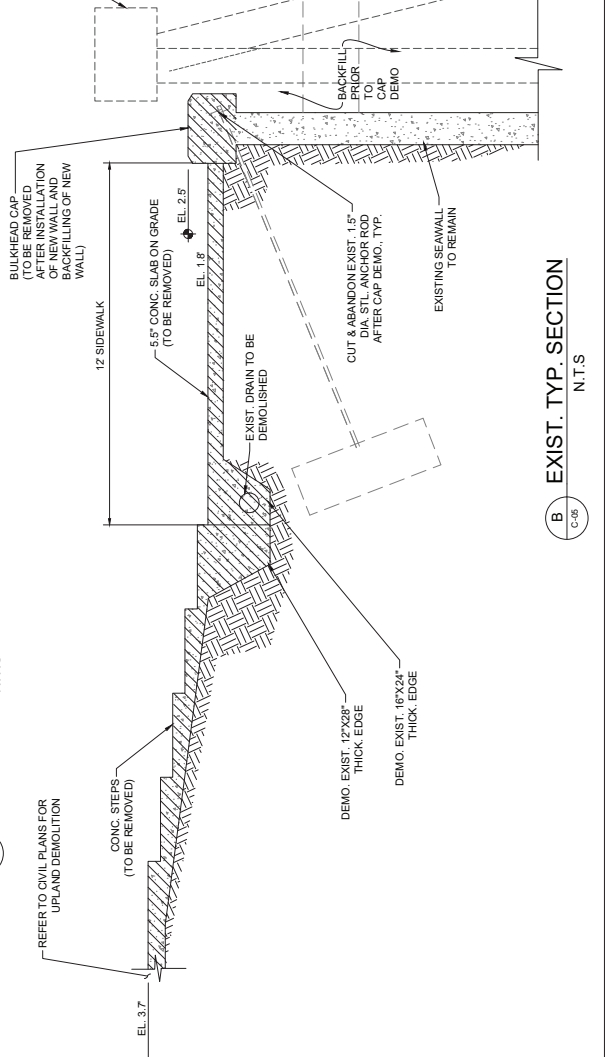 BULKHEAD CAP
(TO BE REMOVED
AFTER INSTALLATION
OF NEW WALL AND
BACKFILLING OF NEW
WALL)
REFER TO CIVIL PLANS FOR
UPLAND DEMOLITION
12' SIDEWALK
CONC. STEPS
(TO BE REMOVED)
5.5" CONC. SLAB ON GRADE
(TO BE REMOVED)
EL. 3.7'
EL. 1.8'
EL. 2.5'
EXIST. DRAIN TO BE
DEMOLISHED
BACKFILL
PRIOR
TO
CAP
DEMO
CUT & ABANDON EXIST. 1.5"
DIA. STL. ANCHOR ROD
AFTER CAP DEMO., TYP.
DEMO. EXIST. 12"X28"
THICK. EDGE
DEMO. EXIST. 16"X24"
THICK. EDGE
EXISTING SEAWALL
TO REMAIN
B
C-05
EXIST. TYP. SECTION
N.T.S